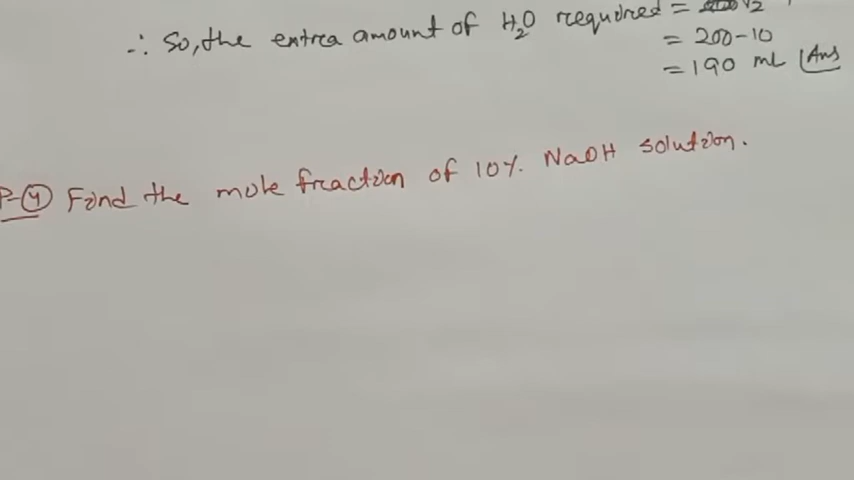 ∴ So, the extra amount of H₂O required = V2
= 200-10
= 190 mL (Ans
P-4 Find the mole fraction of 10% NaOH solution.